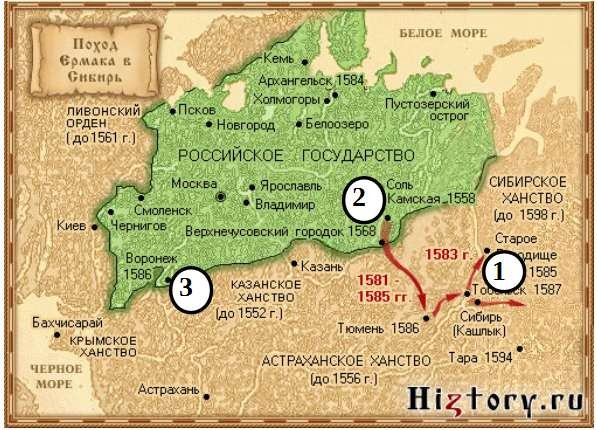 Поход
Ермака в
Сибирь
БЕЛОЕ МОРЕ
Кемь
Архангельск 1584
Холмогоры
Пустозерский
острог
ЛИВОНСКИЙ
ОРДЕН
(до 1561 г.)
Псков
Новгород
Белоозеро
РОССИЙСКОЕ ГОСУДАРСТВО
Москва
Ярославль
Владимир
2
Соль
Камская 1558
СИБИРСКОЕ
ХАНСТВО
(до 1598 г.)
Смоленск
Киев
Чернигов
Верхнечусовский городок 1568
Старое
1583 г.
1
1585
Воронеж
1586
3
Казань
КАЗАНСКОЕ
ХАНСТВО
(до 1552 г.)
1581 -
1585 гг.
1587
Сибирь
(Кашлык)
Тюмень 1586
Бахчисарай
КРЫМСКОЕ
ХАНСТВО
АСТРАХАНСКОЕ ХАНСТВО
(до 1556 г.)
Тара 1594
ЧЕРНОЕ
МОРЕ
Астрахань
Hiztory.ru